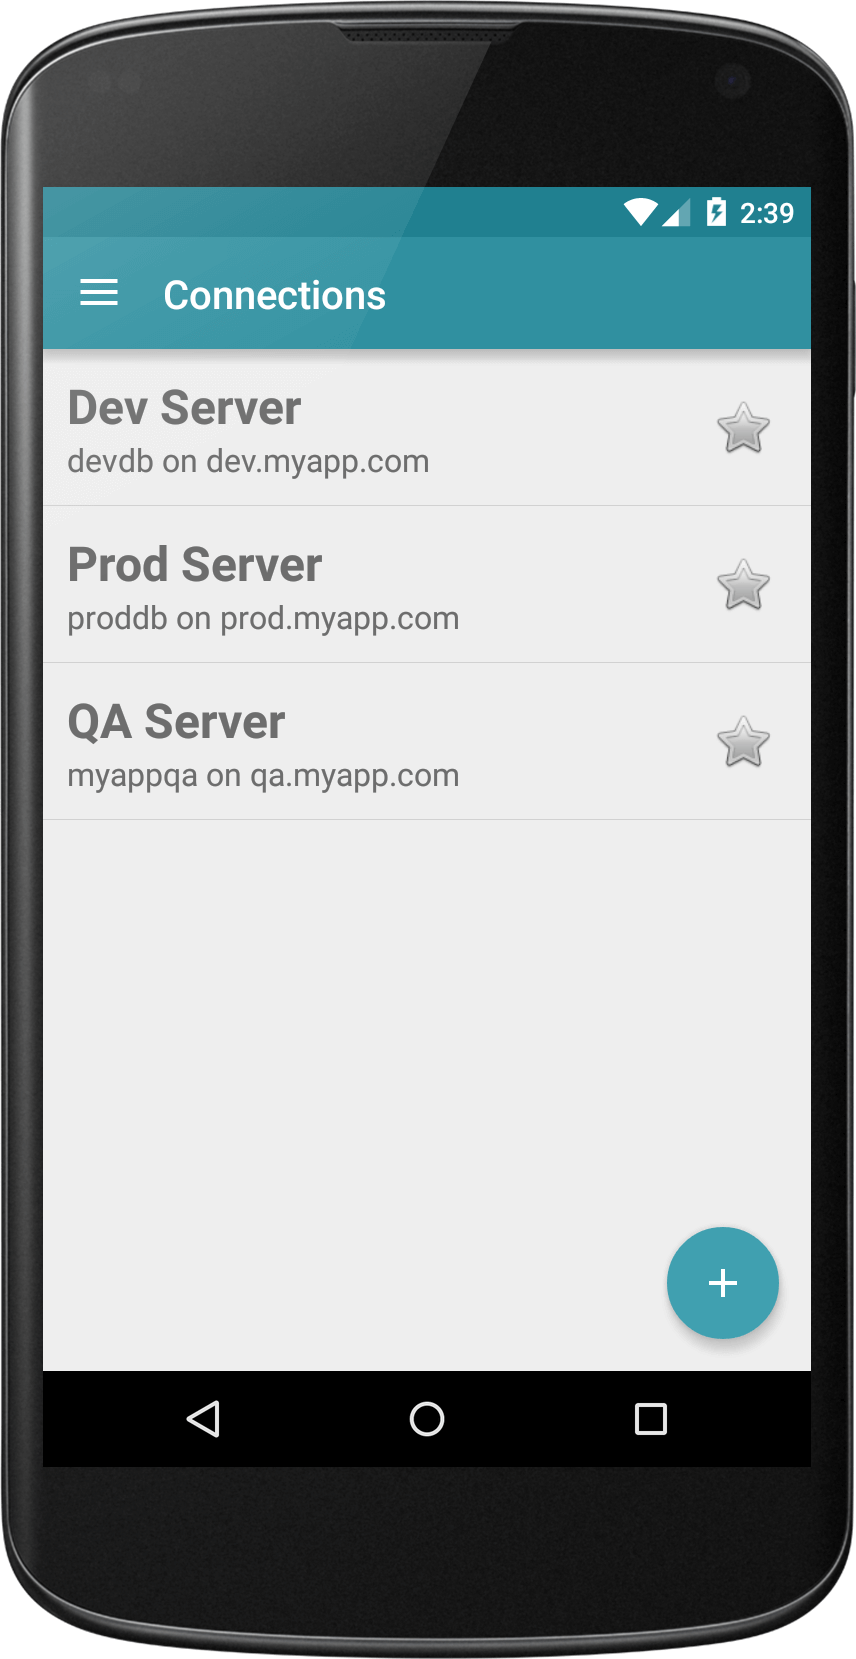 2:39
Connections
Dev Server
devdb on dev.myapp.com
Prod Server
proddb on prod.myapp.com
QA Server
myappqa on qa.myapp.com